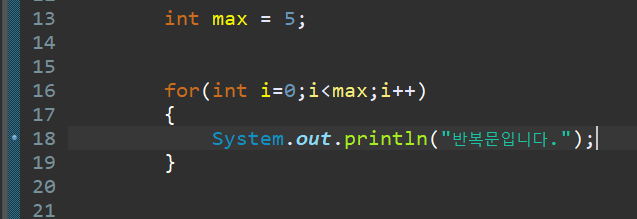 13 int max = 5;
14
15
16 for(int i=0;i<max;i++)
17 {
18 System.out.println("반복문입니다.");
19 }
20
21